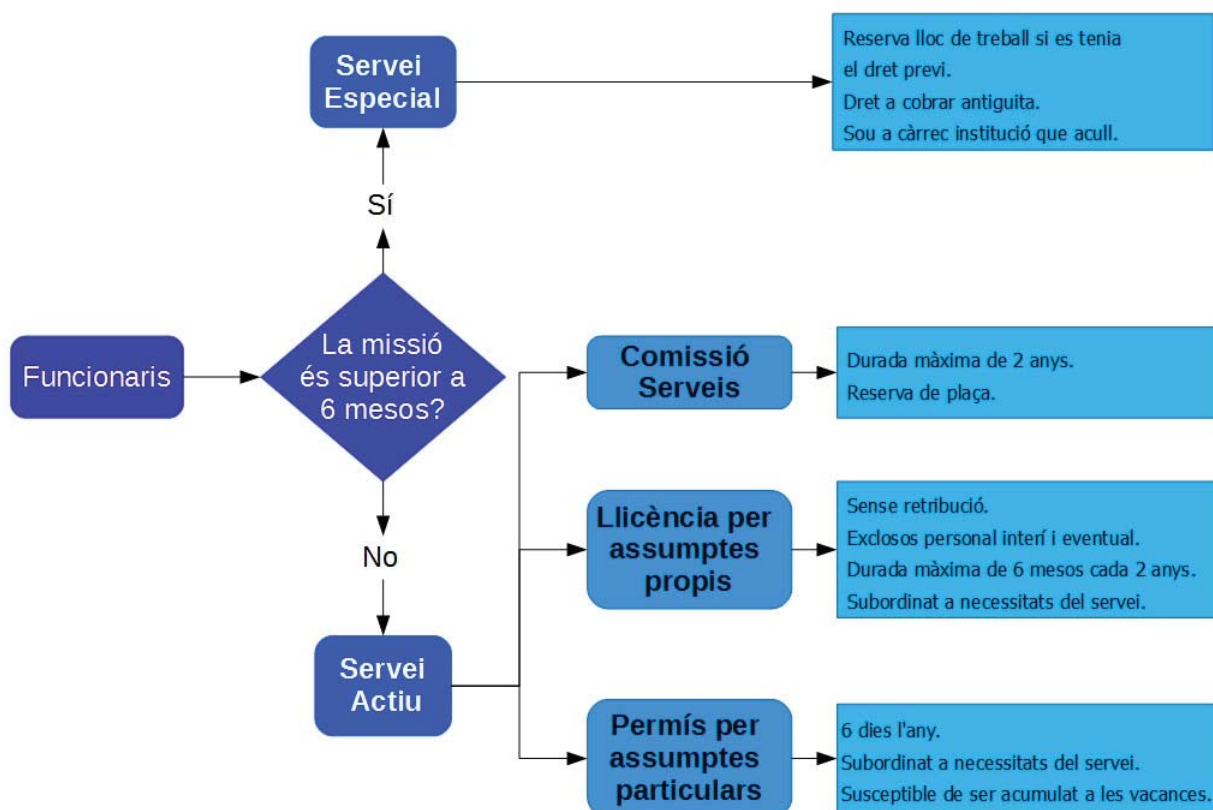 Servei
Especial
Reserva lloc de treball si es tenia
el dret previ.
Dret a cobrar antiguita.
Sou a càrrec institució que acull.
Sí
Funcionaris
La missió
és superior a
6 mesos?
No
Servei
Actiu
Comissió
Serveis
Durada màxima de 2 anys.
Reserva de plaça.
Llicència per
assumptes
propis
Sense retribució.
Exclosos personal interí i eventual.
Durada màxima de 6 mesos cada 2 anys.
Subordinat a necessitats del servei.
Permís per
assumptes
particulars
6 dies l'any.
Subordinat a necessitats del servei.
Susceptible de ser acumulat a les vacances.